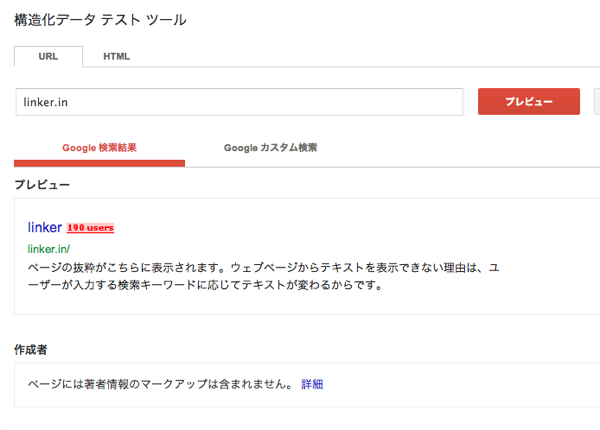 構造化データ テスト ツール
URL HTML
linker.in プレビュー
Google 検索結果 Google カスタム検索
プレビュー
linker 190 users
linker.in/
ページの抜粋がこちらに表示されます。ウェブページからテキストを表示できない理由は、ユ
ーザーが入力する検索キーワードに応じてテキストが変わるからです。
作成者
ページには著者情報のマークアップは含まれません。 詳細